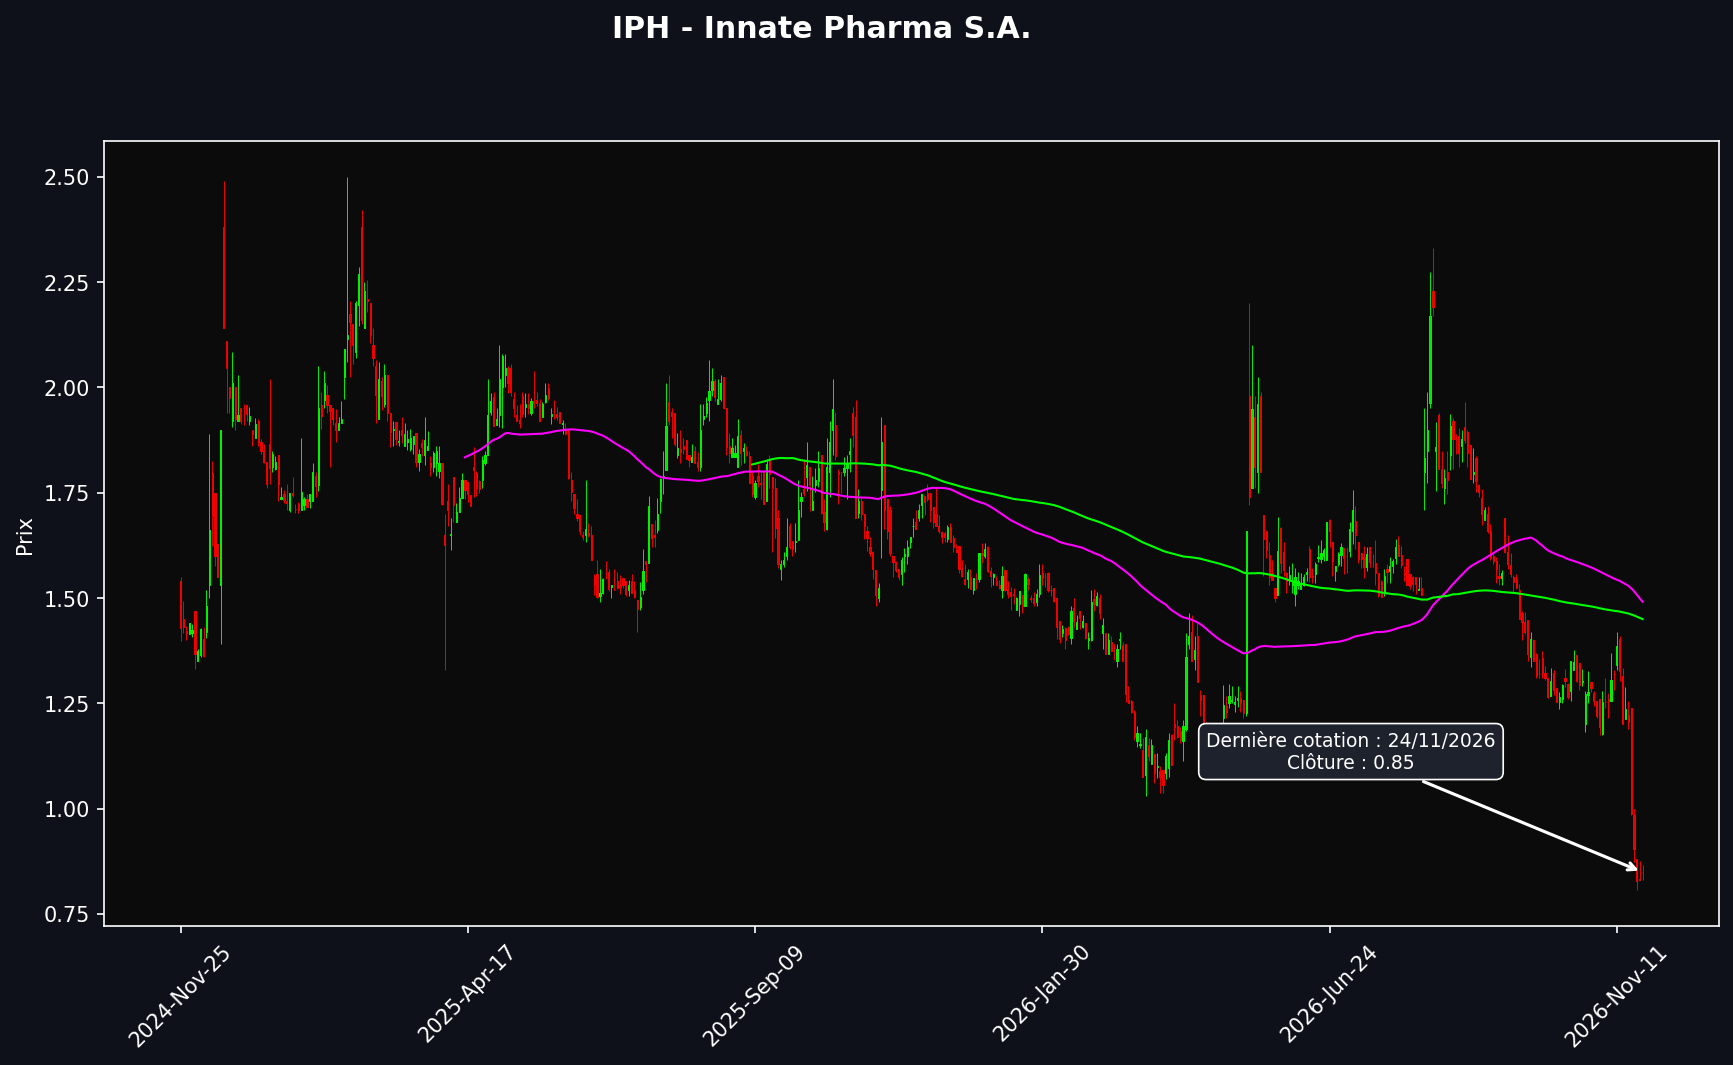 IPH - Innate Pharma S.A.
Prix
2.50
2.25
2.00
1.75
1.50
1.25
1.00
0.75
Dernière cotation : 24/11/2026
Clôture : 0.85
2024-Nov-25
2025-Apr-17
2025-Sep-09
2026-Jan-30
2026-Jun-24
2026-Nov-11